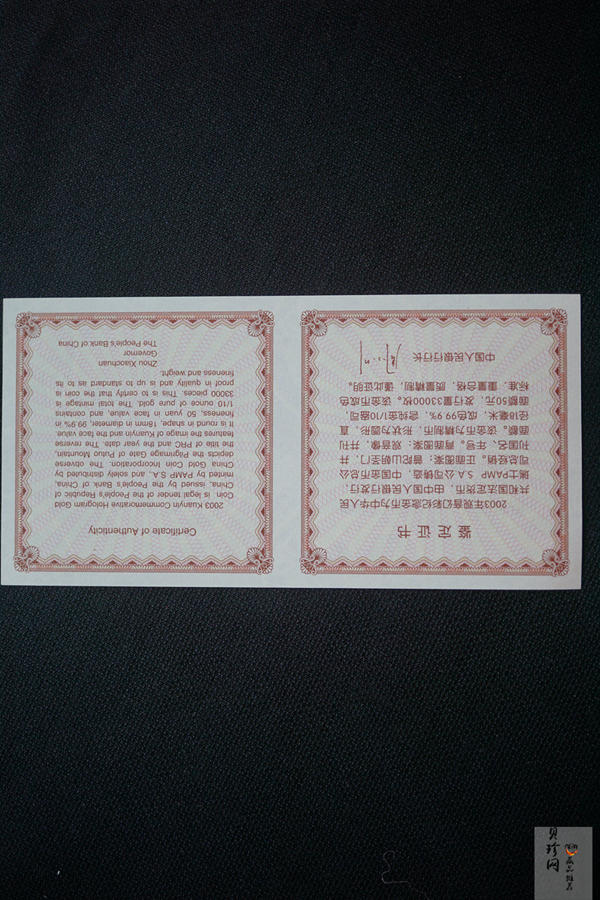 鉴定证书
2003年观音幻彩纪念金币为中华人民
共和国法定货币，由中国人民银行发行，
瑞士PAMP S.A.公司铸造，中国金币总公
司总经销。正面图案：普陀山朝圣门，并
刊国名、年号。背面图案：观音像，并刊
面额。该金币为精制币，形状为圆形，直
径18毫米，成色99.9%，含纯金1/10盎司，
面额50元，发行量33000枚。该金币成色
标准，重量合格，质量精制，谨此证明。
中国人民银行行长
Certificate of Authenticity
2003 Kuanyin Commemorative Hologram Gold
Coin is legal tender of the People's Republic of
China, issued by the People's Bank of China,
minted by PAMP S.A., and solely distributed by
China Gold Coin Incorporation. The obverse
depicts the Pilgrimage Gate of Putuo Mountain,
the title of PRC and the year date. The reverse
features the image of Kuanyin and the face value.
It is round in shape, 18mm in diameter, 99.9% in
fineness, 50 yuan in face value, and contains
1/10 ounce of pure gold. The total mintage is
33000 pieces. This is to certify that the coin is
proof in quality and is up to standard as to its
fineness and weight.
Zhou Xiaochuan
Governor
The People's Bank of China
贝珍网
藏品推荐